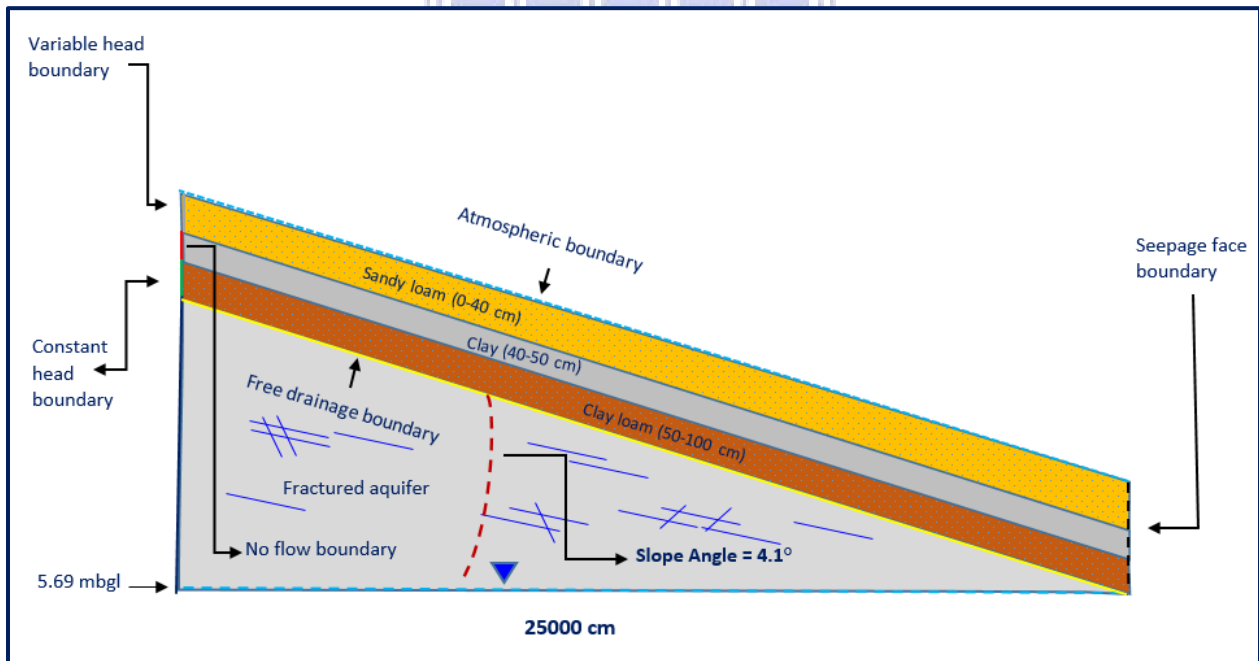 Variable head
boundary
Atmospheric boundary
Seepage face
boundary
Sandy loam (0-40 cm)
Clay (40-50 cm)
Constant
head
boundary
Free drainage boundary
Clay loam (50-100 cm)
Fractured aquifer
No flow boundary
Slope Angle = 4.1°
5.69 mbgl
25000 cm